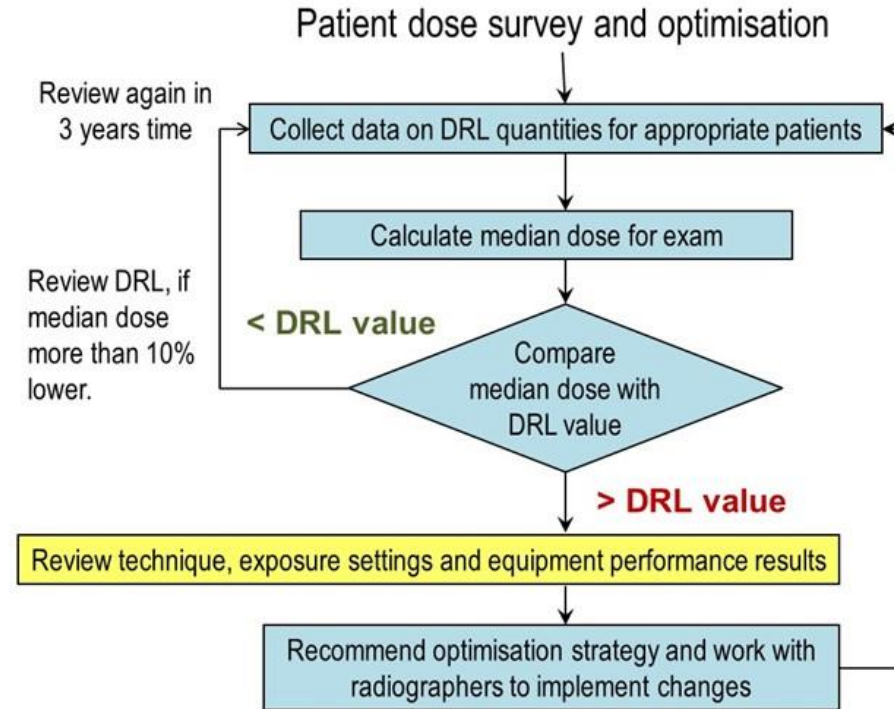 Patient dose survey and optimisation
Review again in
3 years time
Collect data on DRL quantities for appropriate patients
Calculate median dose for exam
Review DRL, if
median dose
more than 10%
lower.
< DRL value
Compare
median dose with
DRL value
> DRL value
Review technique, exposure settings and equipment performance results
Recommend optimisation strategy and work with
radiographers to implement changes